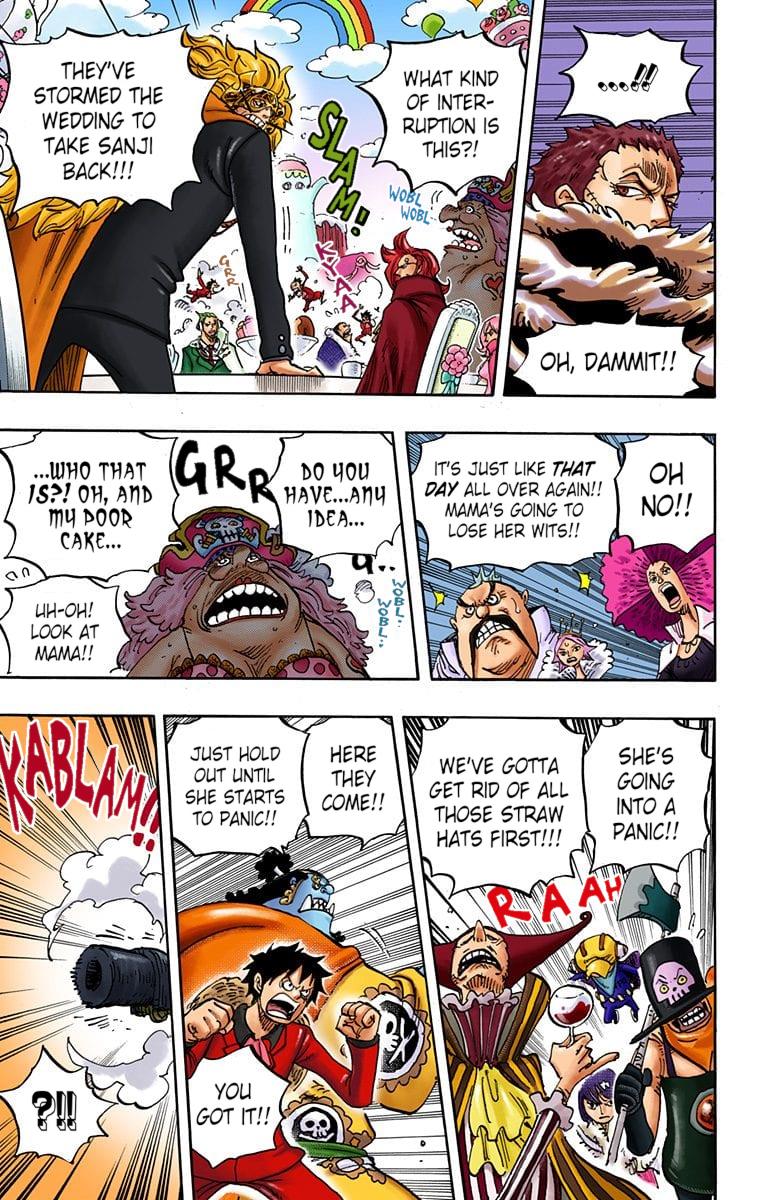 ....!!
OH, DAMMIT!!
WHAT KIND
OF INTER-
RUPTION IS
THIS?!
WOBL
WOBL
SLAM!
KYAA
GRR
THEY'VE
STORMED THE
WEDDING TO
TAKE SANJI
BACK!!!
OH
NO!!
IT'S JUST LIKE THAT
DAY ALL OVER AGAIN!!
MAMA'S GOING TO
LOSE HER WITS!!
DO YOU
HAVE...ANY
IDEA...
GRR
WOBL
WOBL
...WHO THAT
IS?! OH, AND
MY POOR
CAKE...
UH-OH!
LOOK AT
MAMA!!
SHE'S
GOING
INTO A
PANIC!!
WE'VE GOTTA
GET RID OF ALL
THOSE STRAW
HATS FIRST!!!
RAAH
HERE
THEY
COME!!
JUST HOLD
OUT UNTIL
SHE STARTS
TO PANIC!!
YOU
GOT IT!!
KABLAM!!
?!!